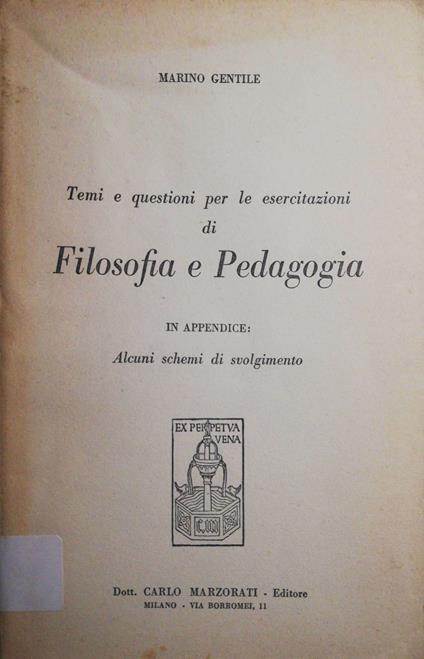 MARINO GENTILE
Temi e questioni per le esercitazioni
di
Filosofia e Pedagogia
IN APPENDICE:
Alcuni schemi di svolgimento
EX PERPETVA
VENA
C.M
Dott. CARLO MARZORATI - Editore
MILANO - VIA BORROMEI, 11